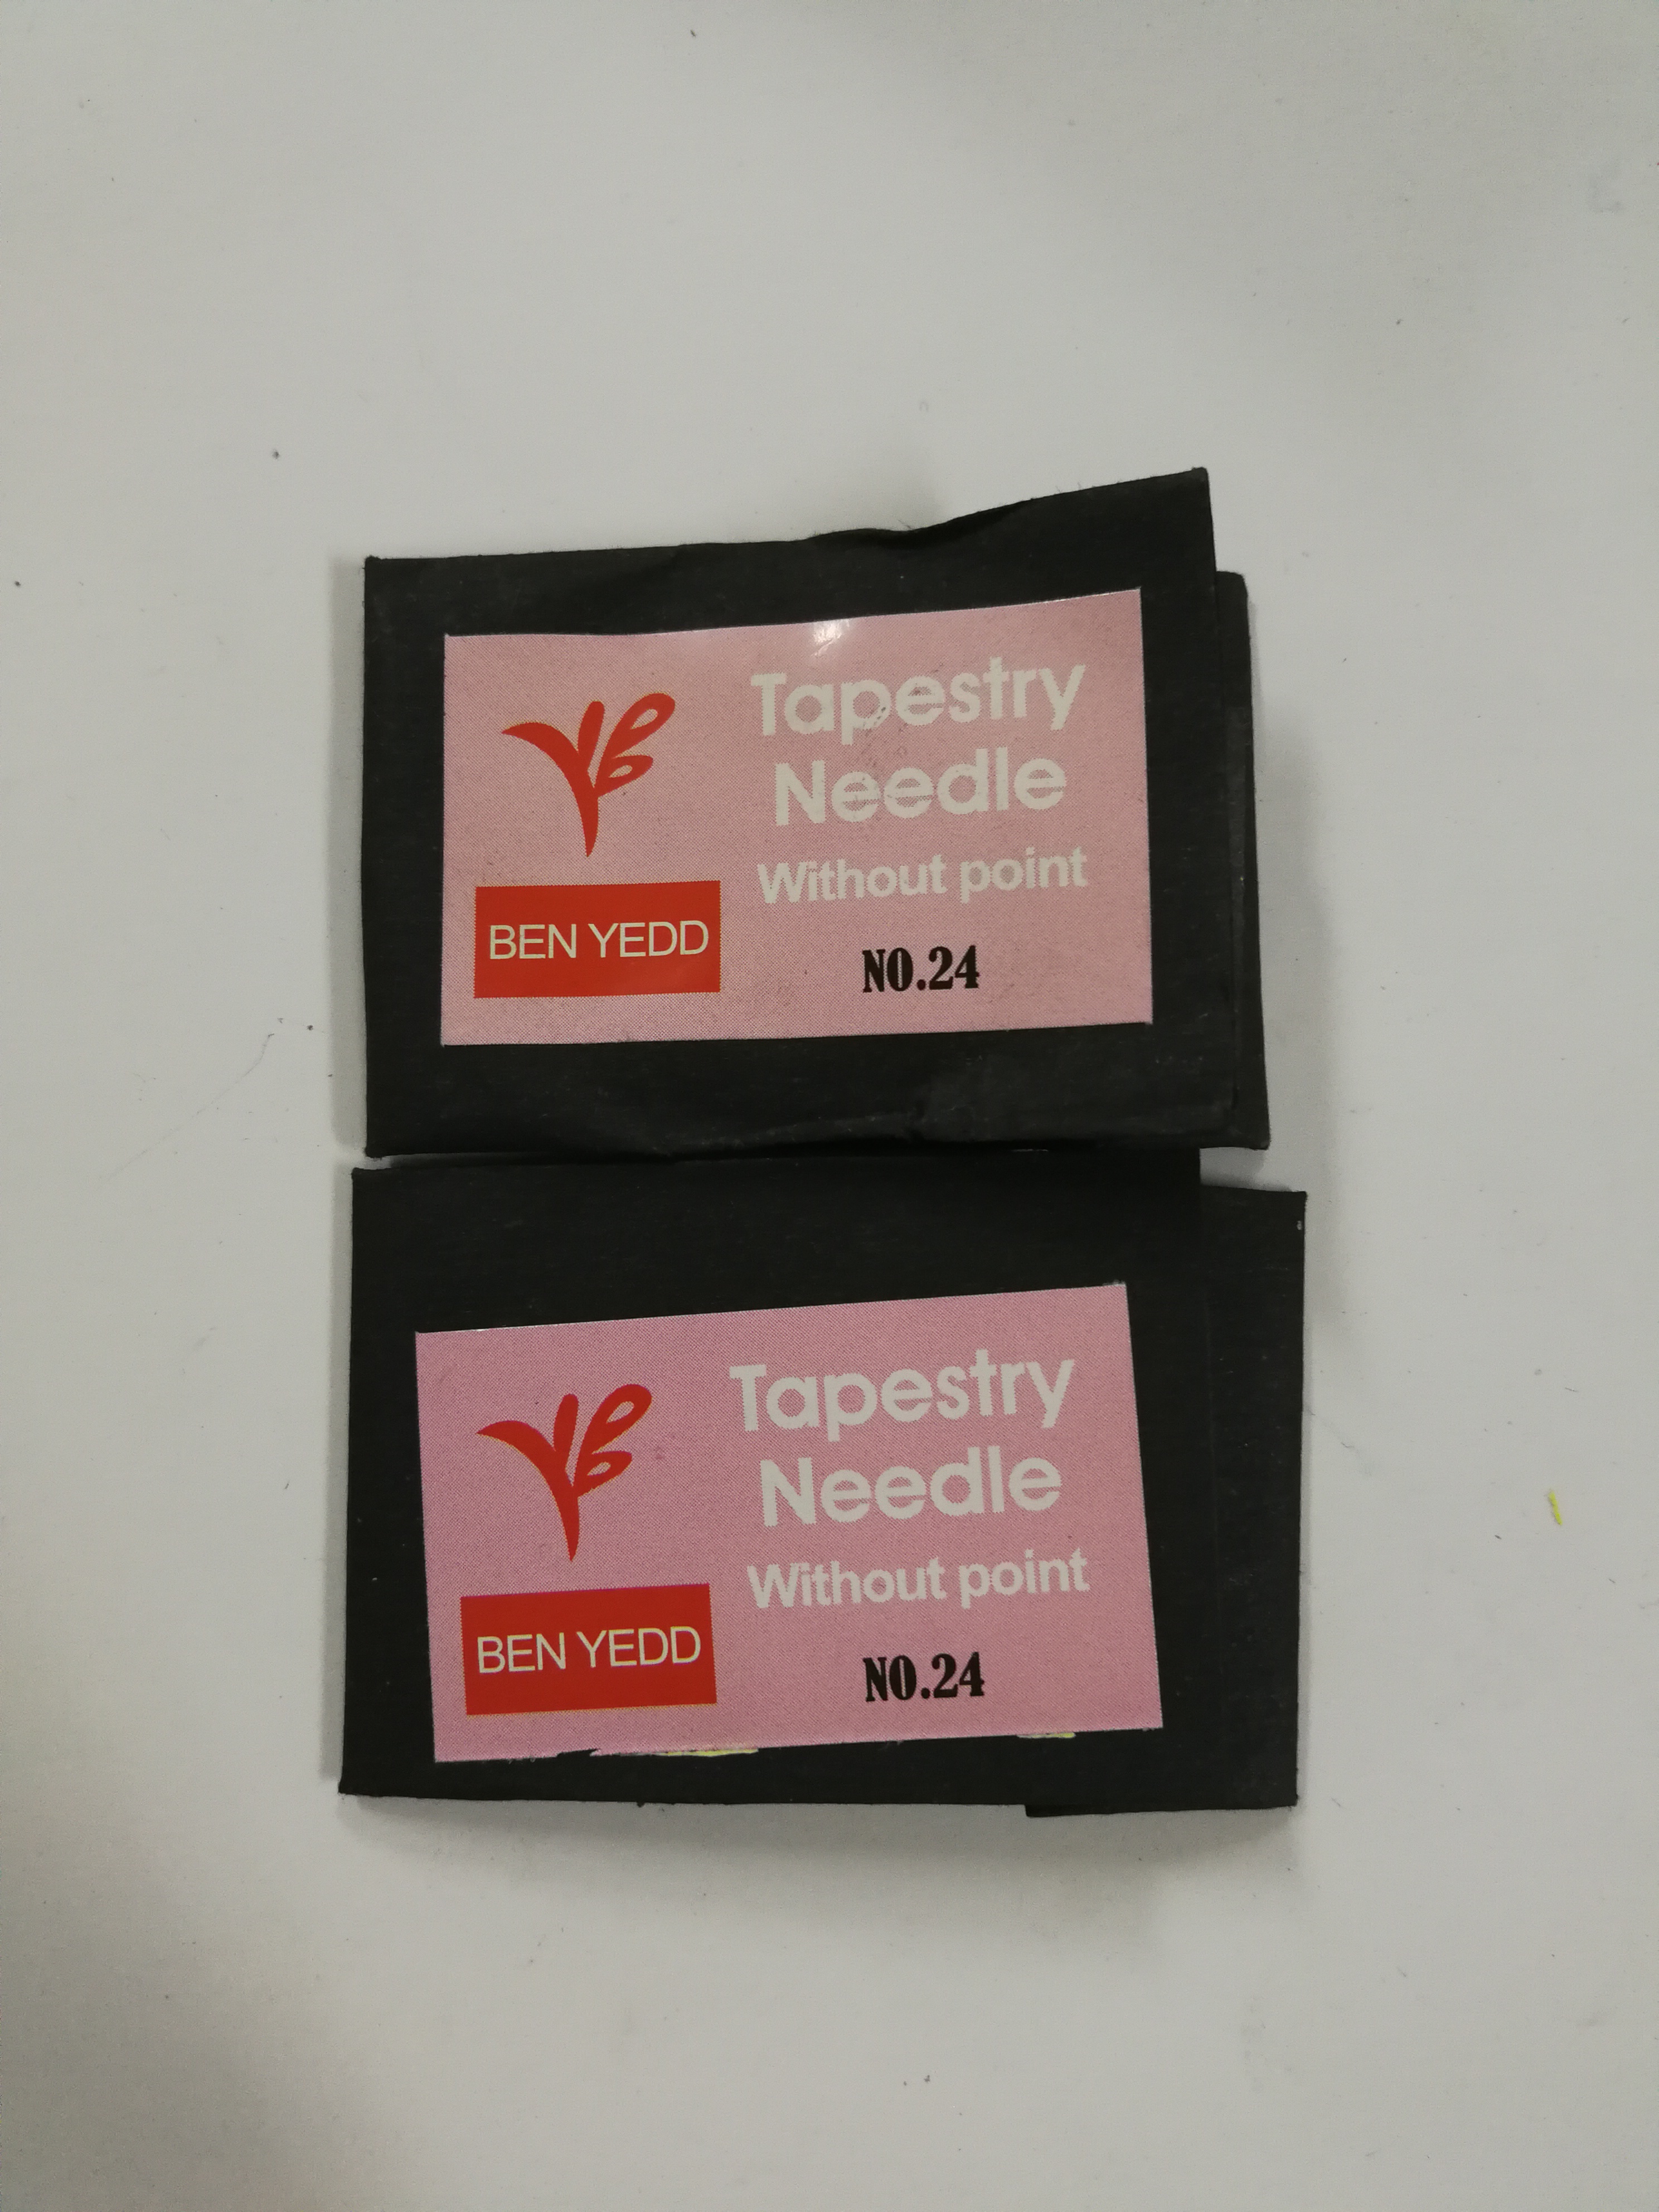 Tapestry
Needle
Without point
BEN YEDD
NO.24
Tapestry
Needle
Without point
BEN YEDD
NO.24